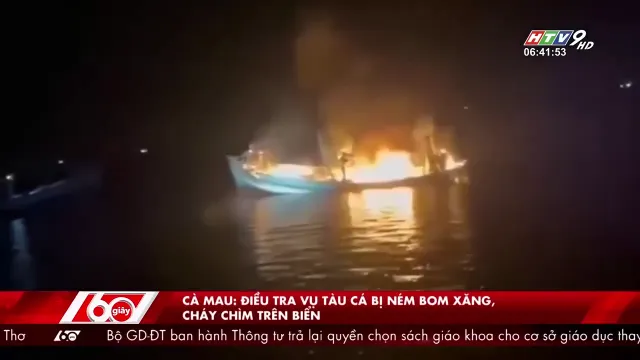 HTV9 HD
06:41:53
60 giây
CÀ MAU: ĐIỀU TRA VỤ TÀU CÁ BỊ NÉM BOM XĂNG,
CHÁY CHÌM TRÊN BIỂN
Thơ 60 Bộ GD-ĐT ban hành Thông tư trả lại quyền chọn sách giáo khoa cho cơ sở giáo dục thay